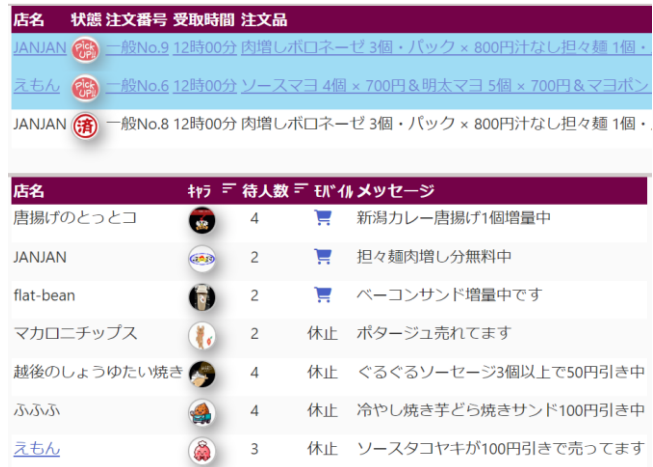 店名 状態 注文番号 受取時間 注文品
JANJAN Pick UP!! 一般No.9 12時00分 肉増しボロネーゼ 3個・パック × 800円汁なし担々麺 1個・
えもん Pick UP!! 一般No.6 12時00分 ソースマヨ 4個 × 700円＆明太マヨ 5個 × 700円＆マヨポン
JANJAN 済 一般No.8 12時00分 肉増しボロネーゼ 3個・パック × 800円汁なし担々麺 1個・
店名 ｷｬﾗ 待人数 ﾓﾊﾞｲﾙ メッセージ
唐揚げのとっとコ 4 新潟カレー唐揚げ1個増量中
JANJAN 2 担々麺肉増し分無料中
flat-bean 2 ベーコンサンド増量中です
マカロニチップス 2 休止 ポタージュ売れてます
越後のしょうゆたい焼き 4 休止 ぐるぐるソーセージ3個以上で50円引き中
ふふふ 4 休止 冷やし焼き芋どら焼きサンド100円引き中
えもん 3 休止 ソースタコヤキが100円引きで売ってます